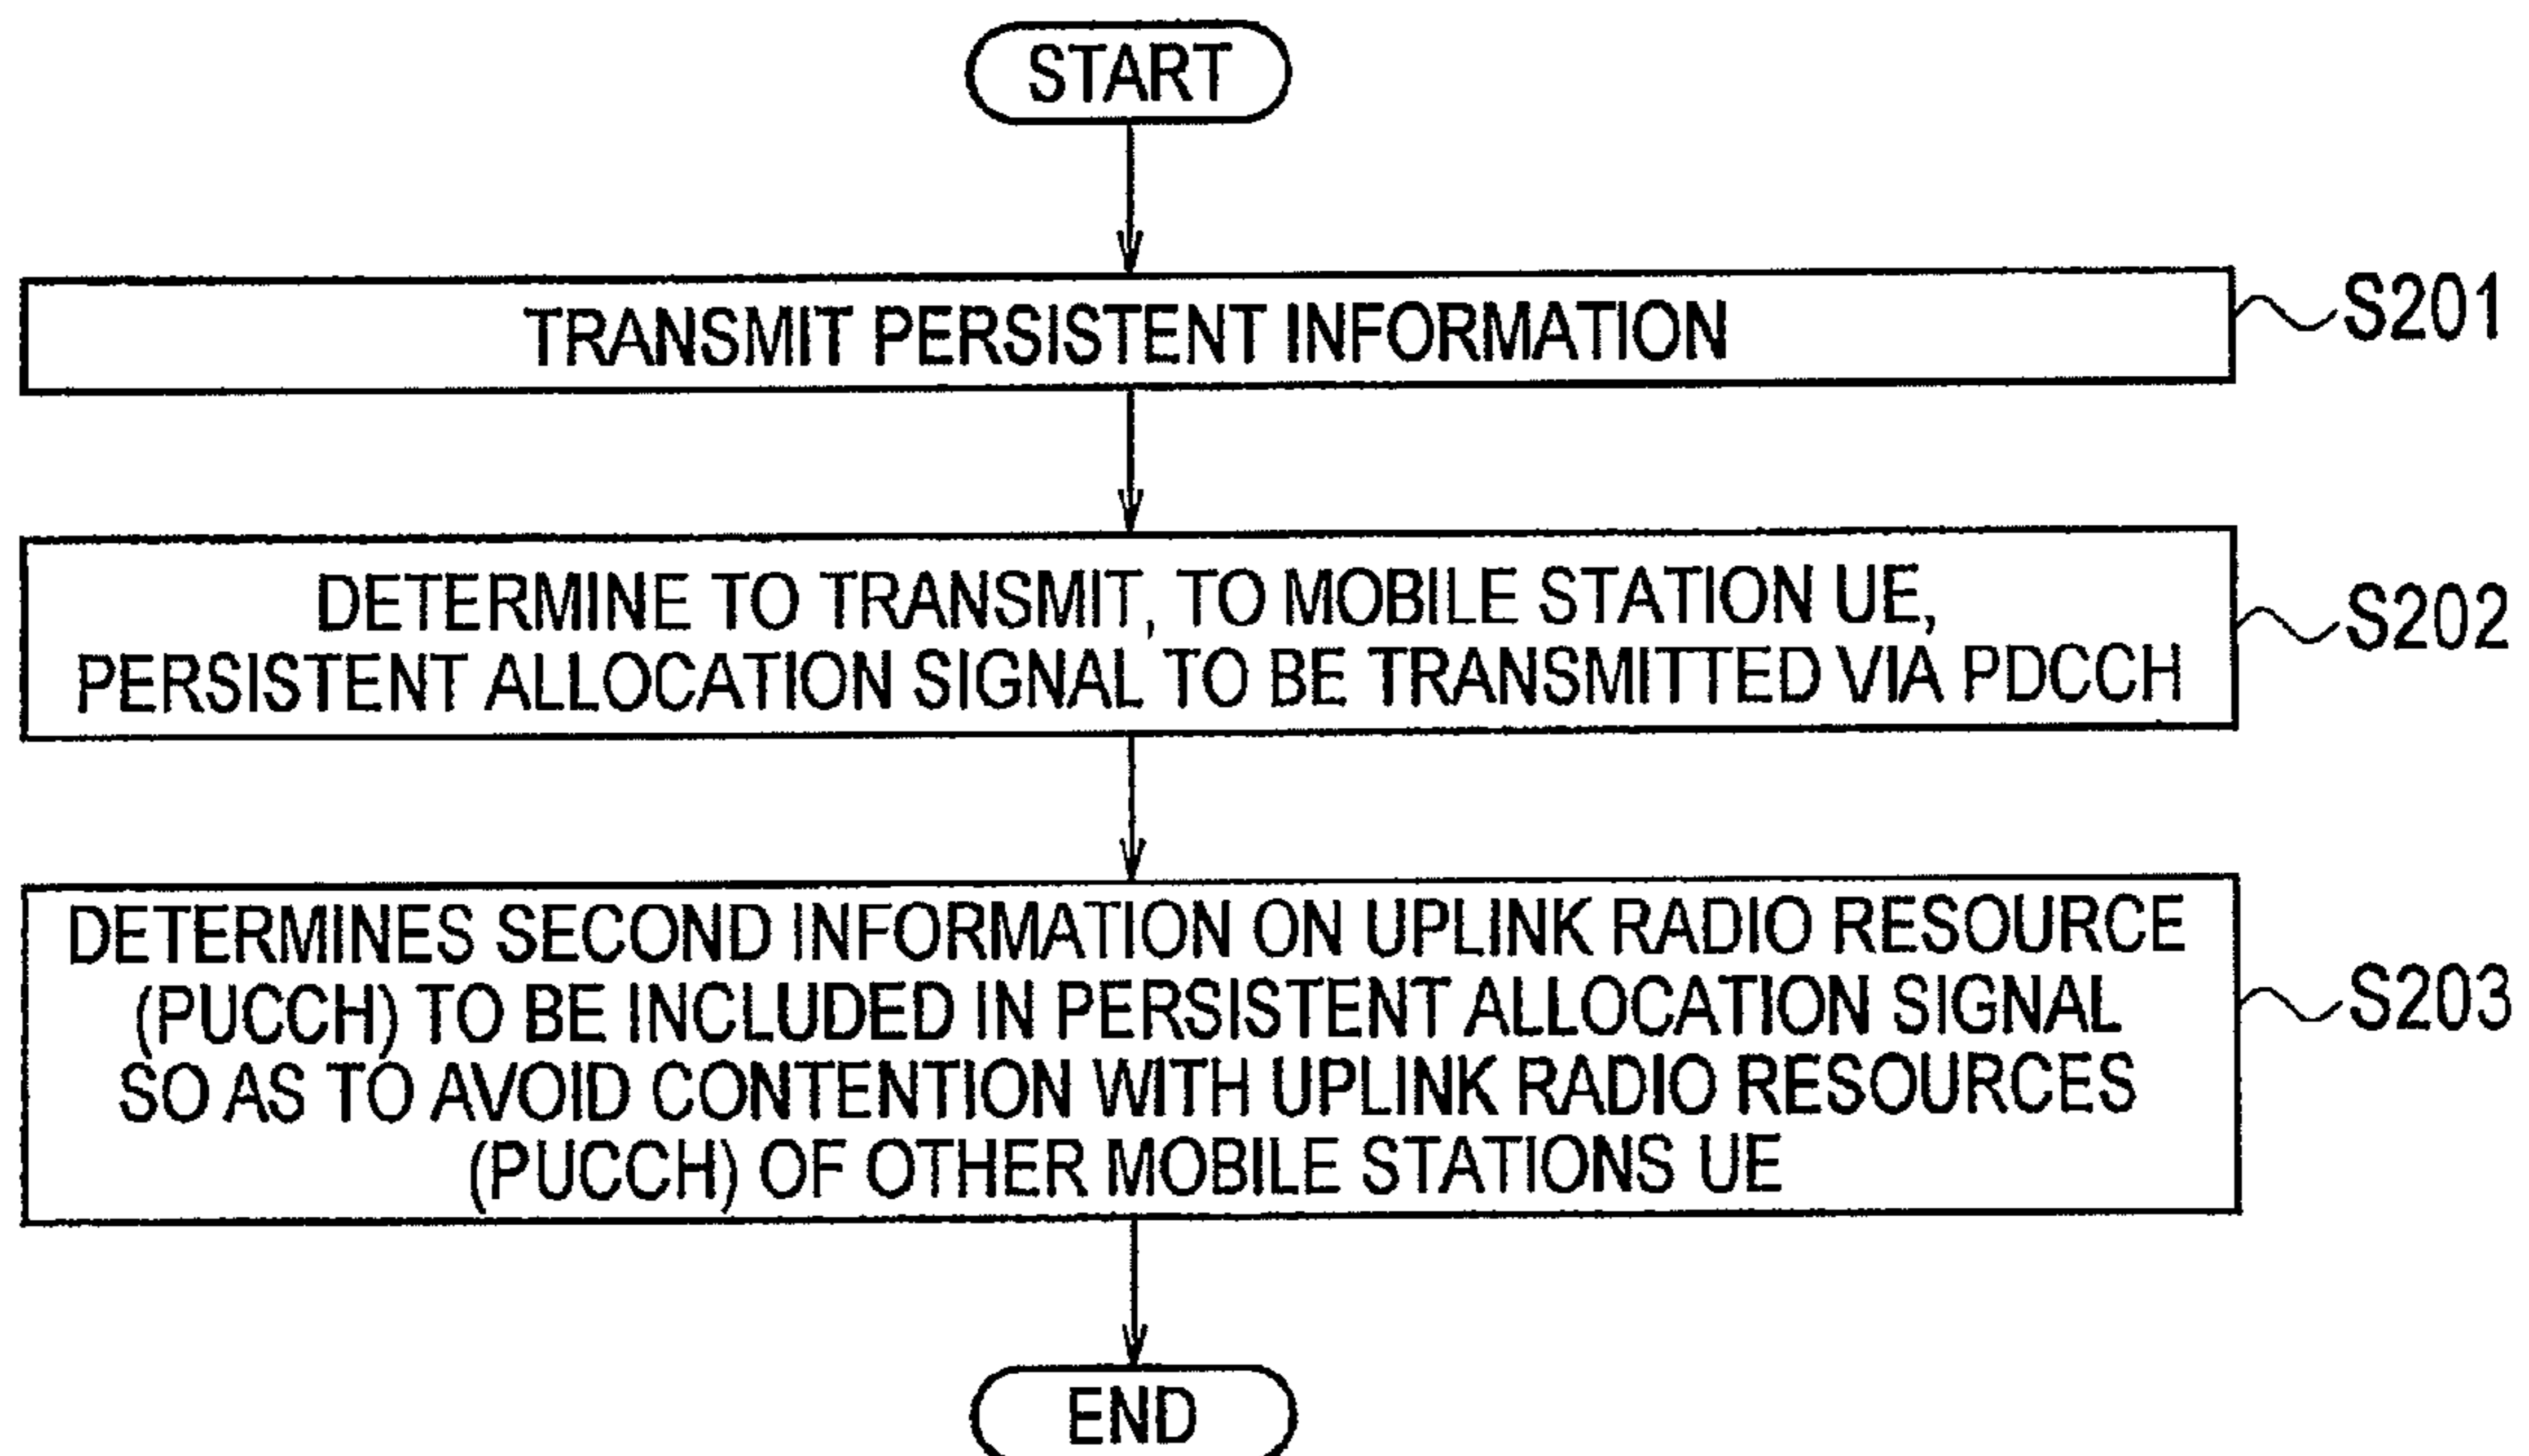 START
TRANSMIT PERSISTENT INFORMATION
S201
DETERMINE TO TRANSMIT, TO MOBILE STATION UE,
PERSISTENT ALLOCATION SIGNAL TO BE TRANSMITTED VIA PDCCH
S202
DETERMINES SECOND INFORMATION ON UPLINK RADIO RESOURCE
(PUCCH) TO BE INCLUDED IN PERSISTENT ALLOCATION SIGNAL
SO AS TO AVOID CONTENTION WITH UPLINK RADIO RESOURCES
(PUCCH) OF OTHER MOBILE STATIONS UE
S203
END